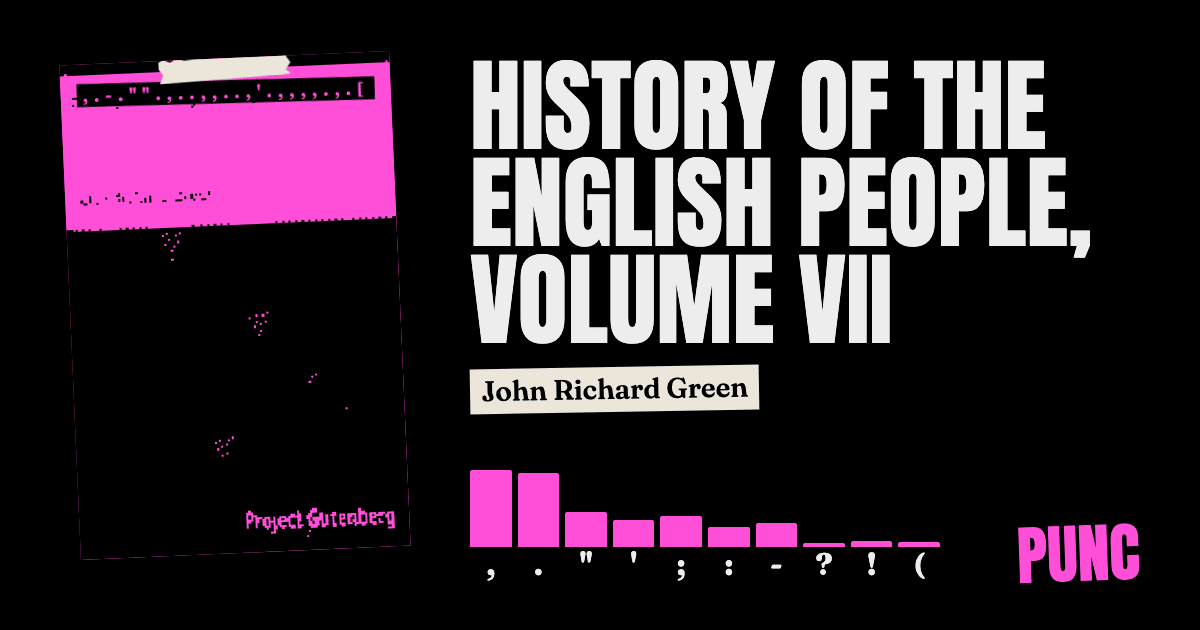 ,.-."".,.,,.,'.,,,.,.[
HISTORY OF THE
ENGLISH PEOPLE,
VOLUME VII
John Richard Green
Project Gutenberg
, . " ' ; : - ? ! (
PUNC